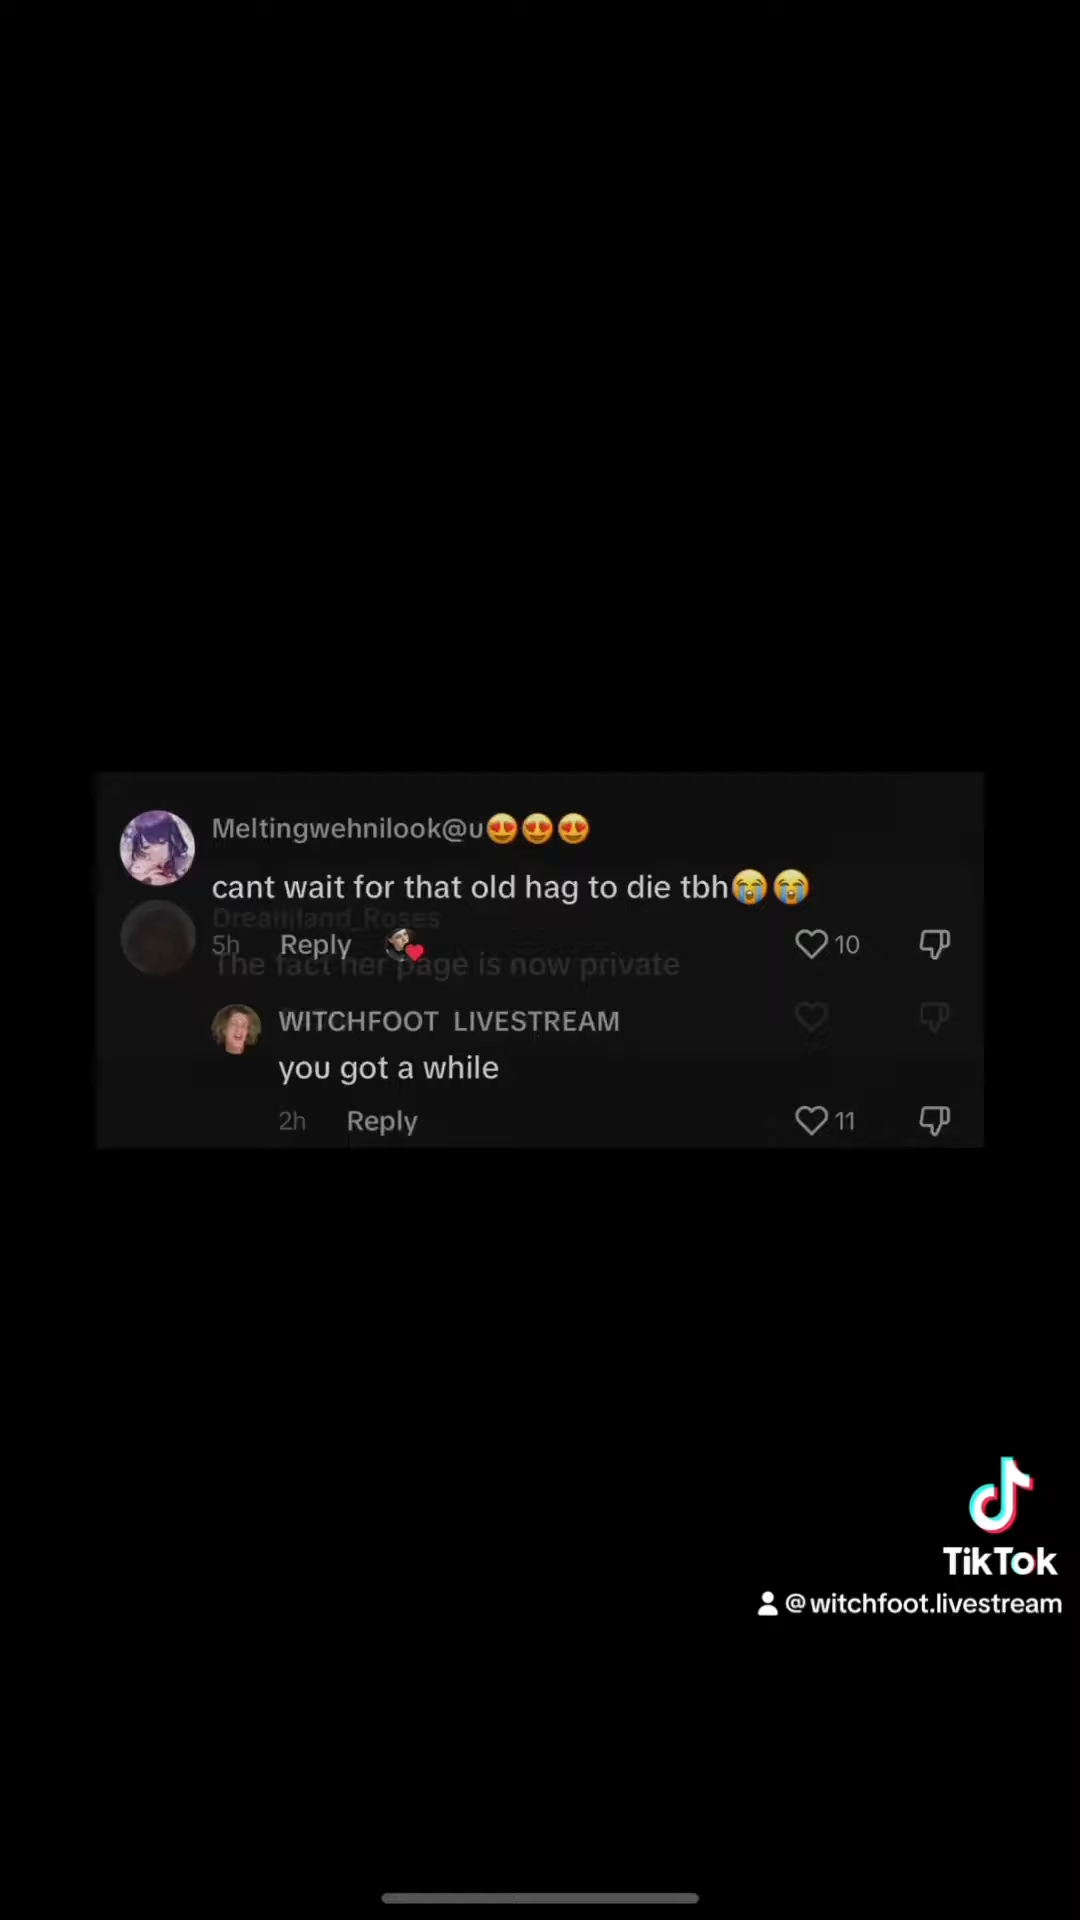 Meltingwehnilook@u😍😍😍
cant wait for that old hag to die tbh😭😭
Dreamland_Roses
5h Reply 10
The fact her page is now private
WITCHFOOT LIVESTREAM
you got a while
2h Reply 11
TikTok
@witchfoot.livestream